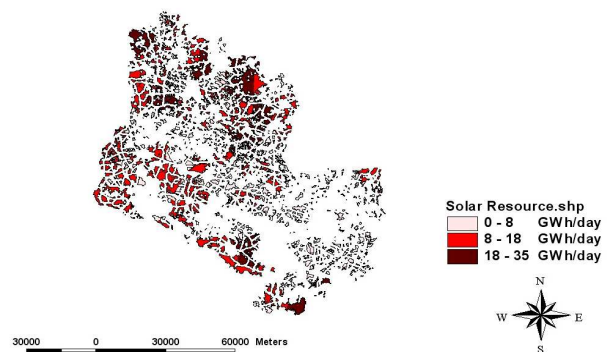 Solar Resource.shp
0 - 8 GWh/day
8 - 18 GWh/day
18 - 35 GWh/day
N
W E
S
30000 0 30000 60000 Meters